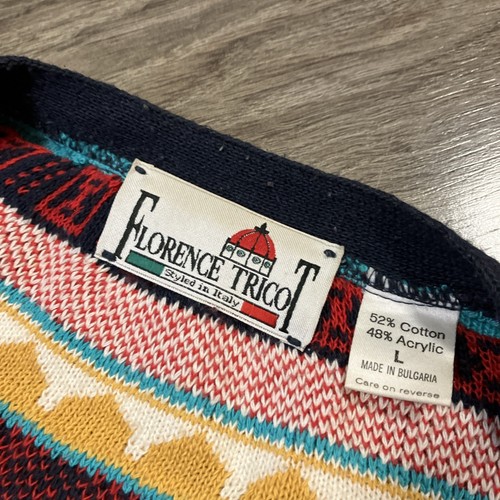 FLORENCE TRICOT
Styled in Italy
52% Cotton
48% Acrylic
L
MADE IN BULGARIA
Care on reverse